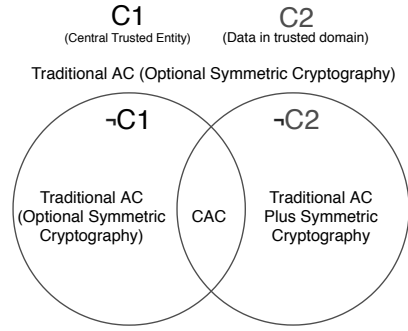 C1 C2
(Central Trusted Entity) (Data in trusted domain)
Traditional AC (Optional Symmetric Cryptography)
¬C1 ¬C2
Traditional AC
(Optional Symmetric
Cryptography)
CAC
Traditional AC
Plus Symmetric
Cryptography